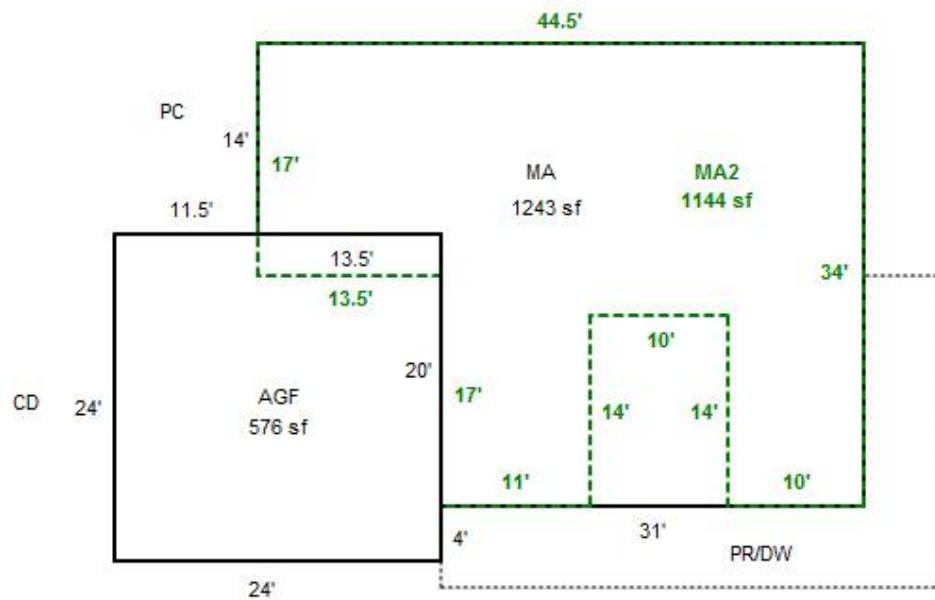 44.5'
PC
14'
17'
MA
1243 sf
MA2
1144 sf
11.5'
13.5'
13.5'
34'
10'
20'
17'
14'
14'
CD
24'
AGF
576 sf
11'
10'
4'
31'
PR/DW
24'